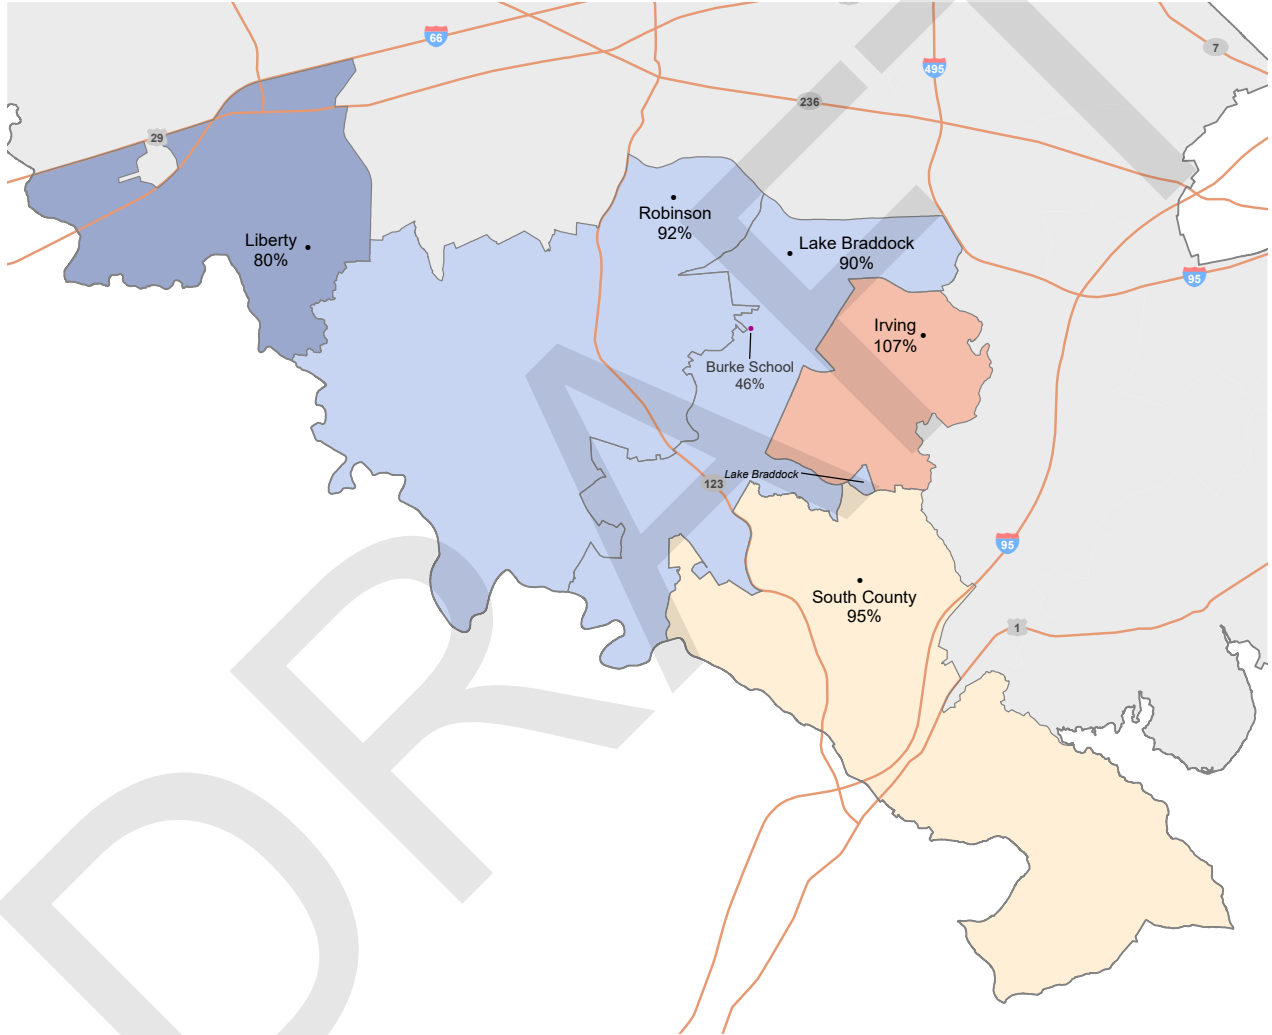 66
7
495
236
29
Robinson
92%
Liberty
80%
Lake Braddock
90%
95
Irving
107%
Burke School
46%
Lake Braddock
123
95
South County
95%
1
DRAFT